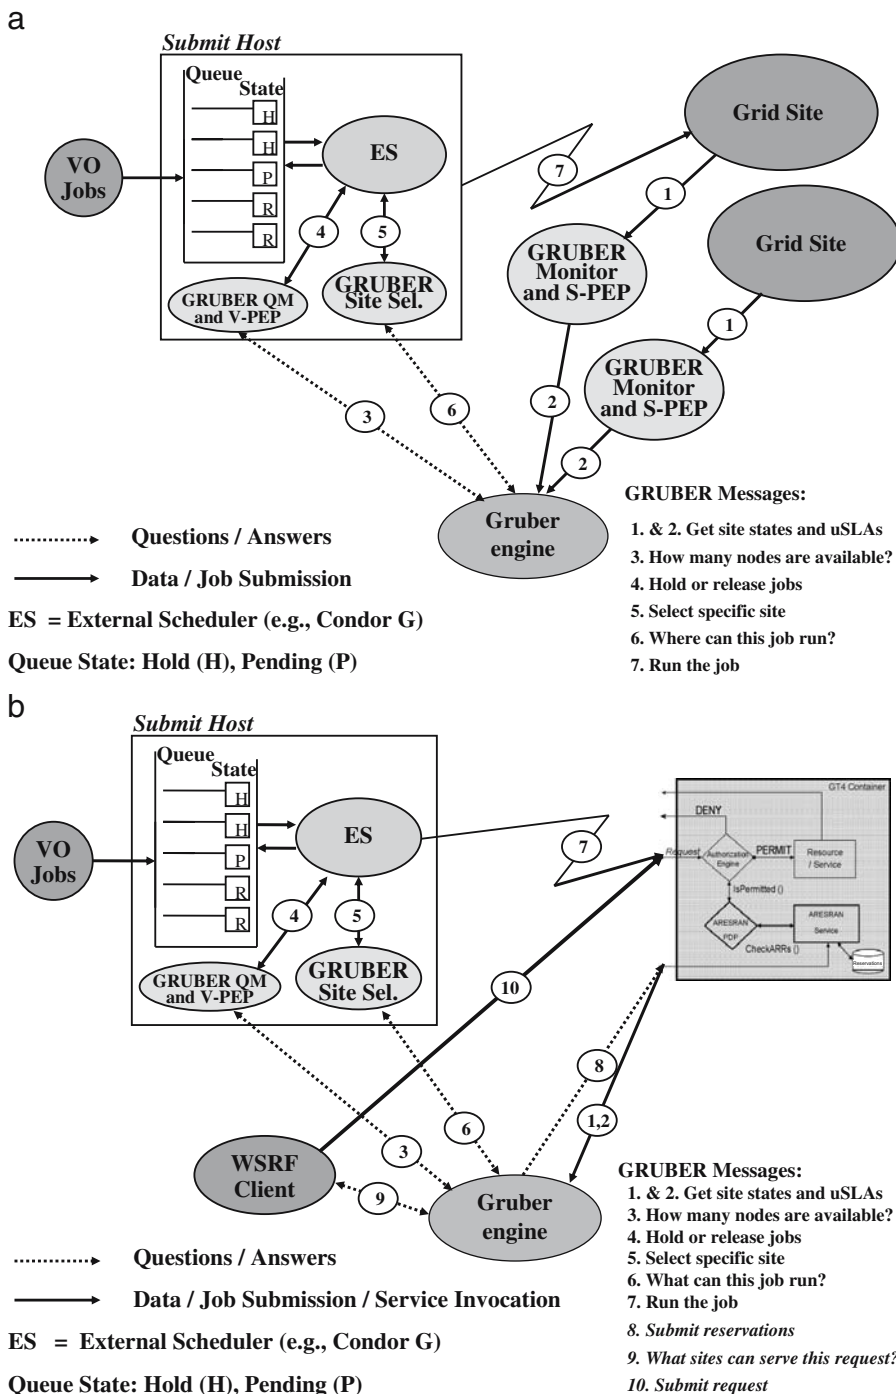 a
Submit Host
Queue
State
H
H
P
R
R
VO
Jobs
ES
4
5
GRUBER QM
and V-PEP
GRUBER
Site Sel.
7
Grid Site
1
Grid Site
GRUBER
Monitor
and S-PEP
1
GRUBER
Monitor
and S-PEP
3
6
2
2
Gruber
engine
Questions / Answers
Data / Job Submission
ES = External Scheduler (e.g., Condor G)
Queue State: Hold (H), Pending (P)
GRUBER Messages:
1. & 2. Get site states and uSLAs
3. How many nodes are available?
4. Hold or release jobs
5. Select specific site
6. Where can this job run?
7. Run the job
b
Submit Host
Queue
State
H
H
P
R
R
VO
Jobs
ES
4
5
GRUBER QM
and V-PEP
GRUBER
Site Sel.
7
GT4 Container
DENY
Request
Authorization
Engine
PERMIT
Resource
/ Service
IsPermitted ()
ARESRAN
PDP
ARESRAN
Service
CheckARRs ()
Reservations
10
8
1,2
6
3
9
WSRF
Client
Gruber
engine
Questions / Answers
Data / Job Submission / Service Invocation
ES = External Scheduler (e.g., Condor G)
Queue State: Hold (H), Pending (P)
GRUBER Messages:
1. & 2. Get site states and uSLAs
3. How many nodes are available?
4. Hold or release jobs
5. Select specific site
6. What can this job run?
7. Run the job
8. Submit reservations
9. What sites can serve this request?
10. Submit request